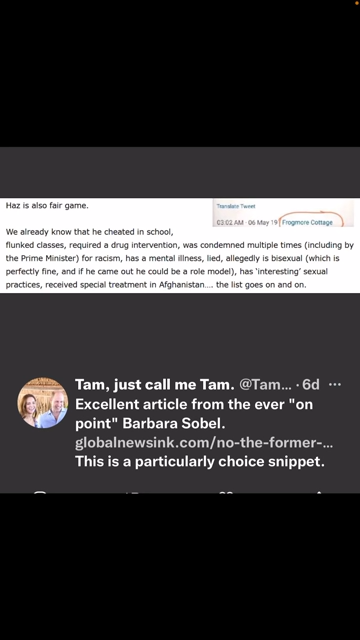 Haz is also fair game.
Translate Tweet
03:02 AM · 06 May 19 Frogmore Cottage
We already know that he cheated in school,
flunked classes, required a drug intervention, was condemned multiple times (including by
the Prime Minister) for racism, has a mental illness, lied, allegedly is bisexual (which is
perfectly fine, and if he came out he could be a role model), has ‘interesting’ sexual
practices, received special treatment in Afghanistan…. the list goes on and on.
Tam, just call me Tam. @Tam... · 6d ···
Excellent article from the ever "on
point" Barbara Sobel.
globalnewsink.com/no-the-former-...
This is a particularly choice snippet.